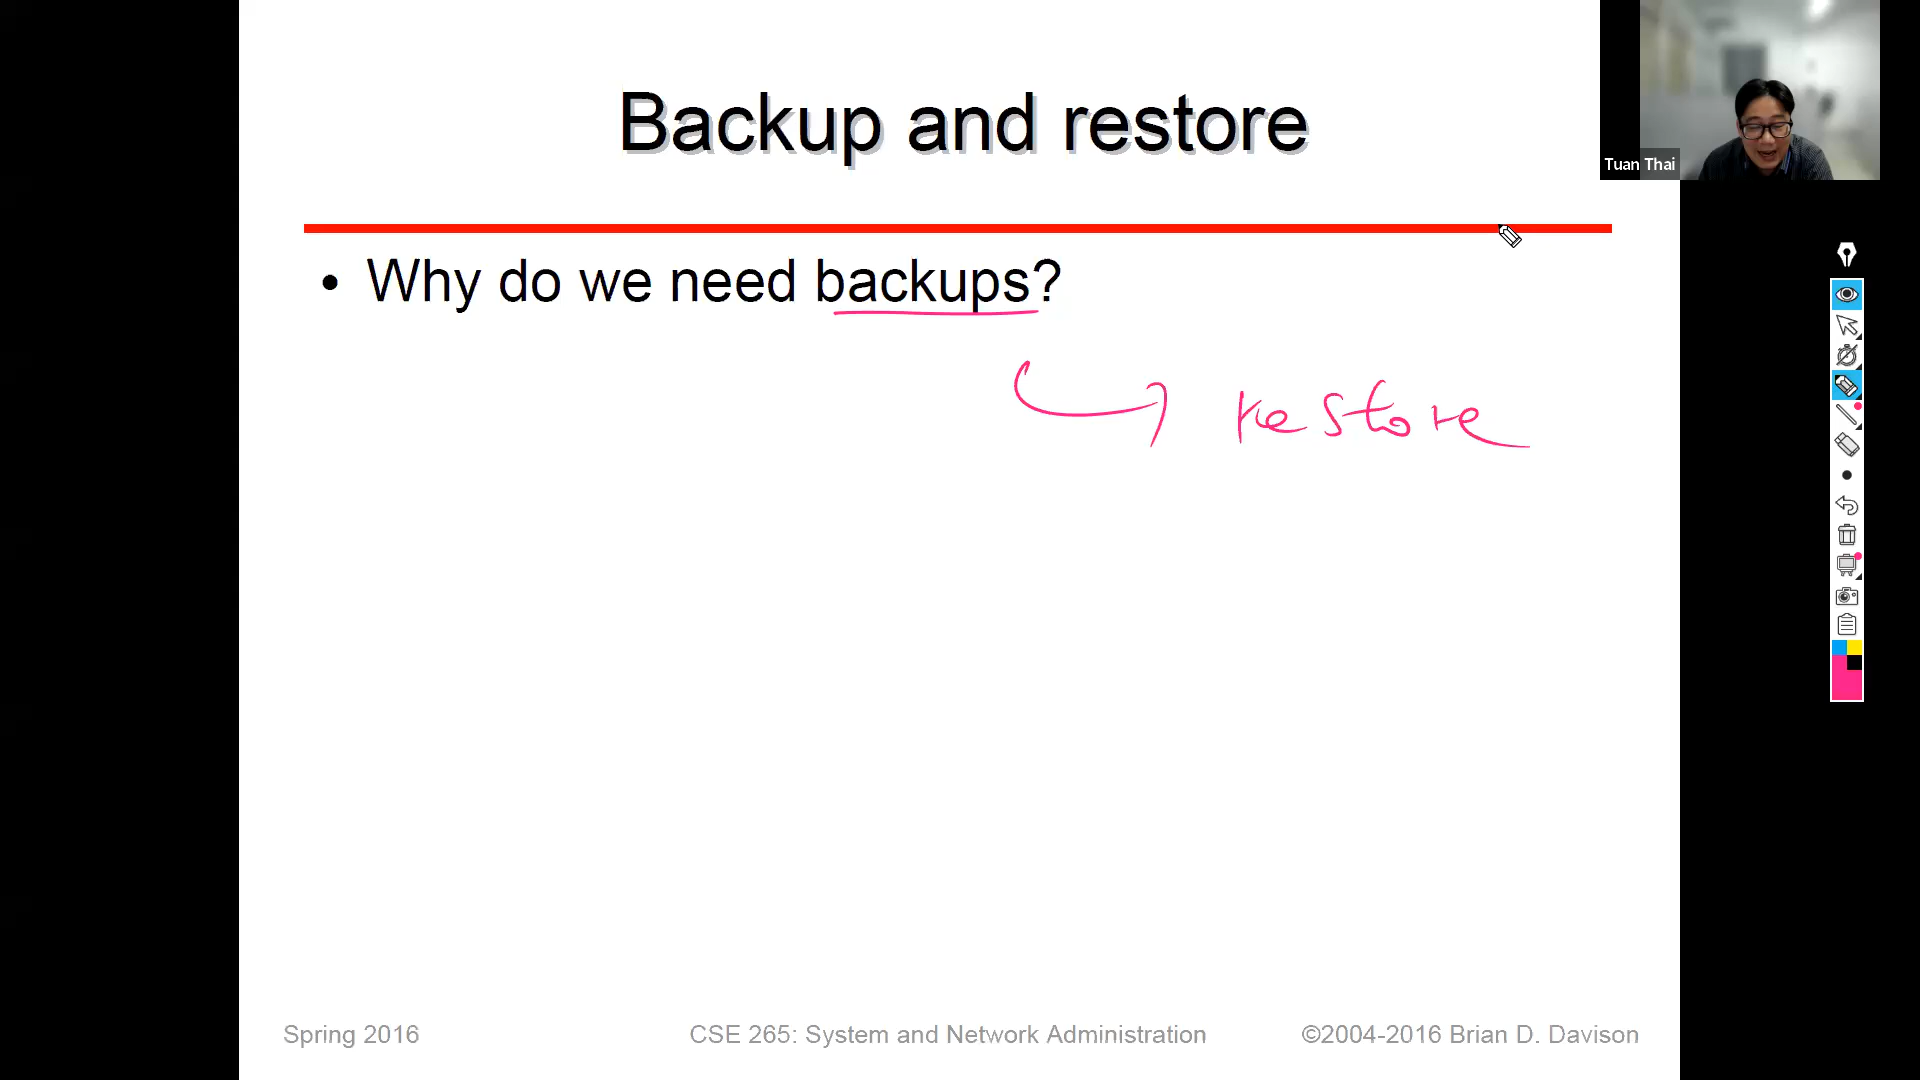 Backup and restore
Tuan Thai
• Why do we need backups?
restore
Spring 2016
CSE 265: System and Network Administration
©2004-2016 Brian D. Davison